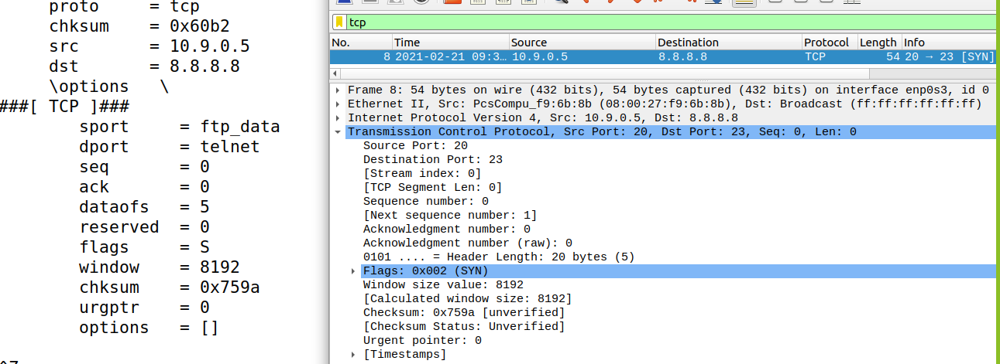 proto = tcp
chksum = 0x60b2
src = 10.9.0.5
dst = 8.8.8.8
\options \
###[ TCP ]###
sport = ftp_data
dport = telnet
seq = 0
ack = 0
dataofs = 5
reserved = 0
flags = S
window = 8192
chksum = 0x759a
urgptr = 0
options = []
tcp
No. Time Source Destination Protocol Length Info
8 2021-02-21 09:3… 10.9.0.5 8.8.8.8 TCP 54 20 → 23 [SYN]
Frame 8: 54 bytes on wire (432 bits), 54 bytes captured (432 bits) on interface enp0s3, id 0
Ethernet II, Src: PcsCompu_f9:6b:8b (08:00:27:f9:6b:8b), Dst: Broadcast (ff:ff:ff:ff:ff:ff)
Internet Protocol Version 4, Src: 10.9.0.5, Dst: 8.8.8.8
Transmission Control Protocol, Src Port: 20, Dst Port: 23, Seq: 0, Len: 0
Source Port: 20
Destination Port: 23
[Stream index: 0]
[TCP Segment Len: 0]
Sequence number: 0
[Next sequence number: 1]
Acknowledgment number: 0
Acknowledgment number (raw): 0
0101 .... = Header Length: 20 bytes (5)
Flags: 0x002 (SYN)
Window size value: 8192
[Calculated window size: 8192]
Checksum: 0x759a [unverified]
[Checksum Status: Unverified]
Urgent pointer: 0
[Timestamps]